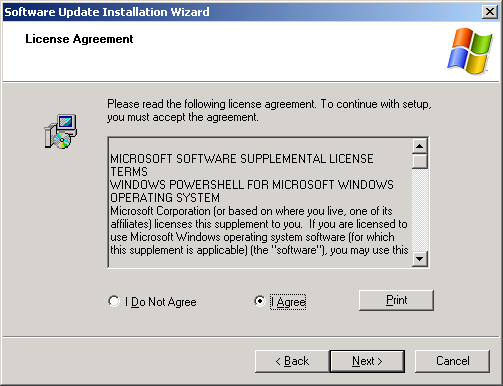 Software Update Installation Wizard
License Agreement
Please read the following license agreement. To continue with setup,
you must accept the agreement.
MICROSOFT SOFTWARE SUPPLEMENTAL LICENSE
TERMS
WINDOWS POWERSHELL FOR MICROSOFT WINDOWS
OPERATING SYSTEM
Microsoft Corporation (or based on where you live, one of its
affiliates) licenses this supplement to you.  If you are licensed to
use Microsoft Windows operating system software (for which
this supplement is applicable) (the "software"), you may use this
I Do Not Agree
I Agree
Print
< Back
Next >
Cancel